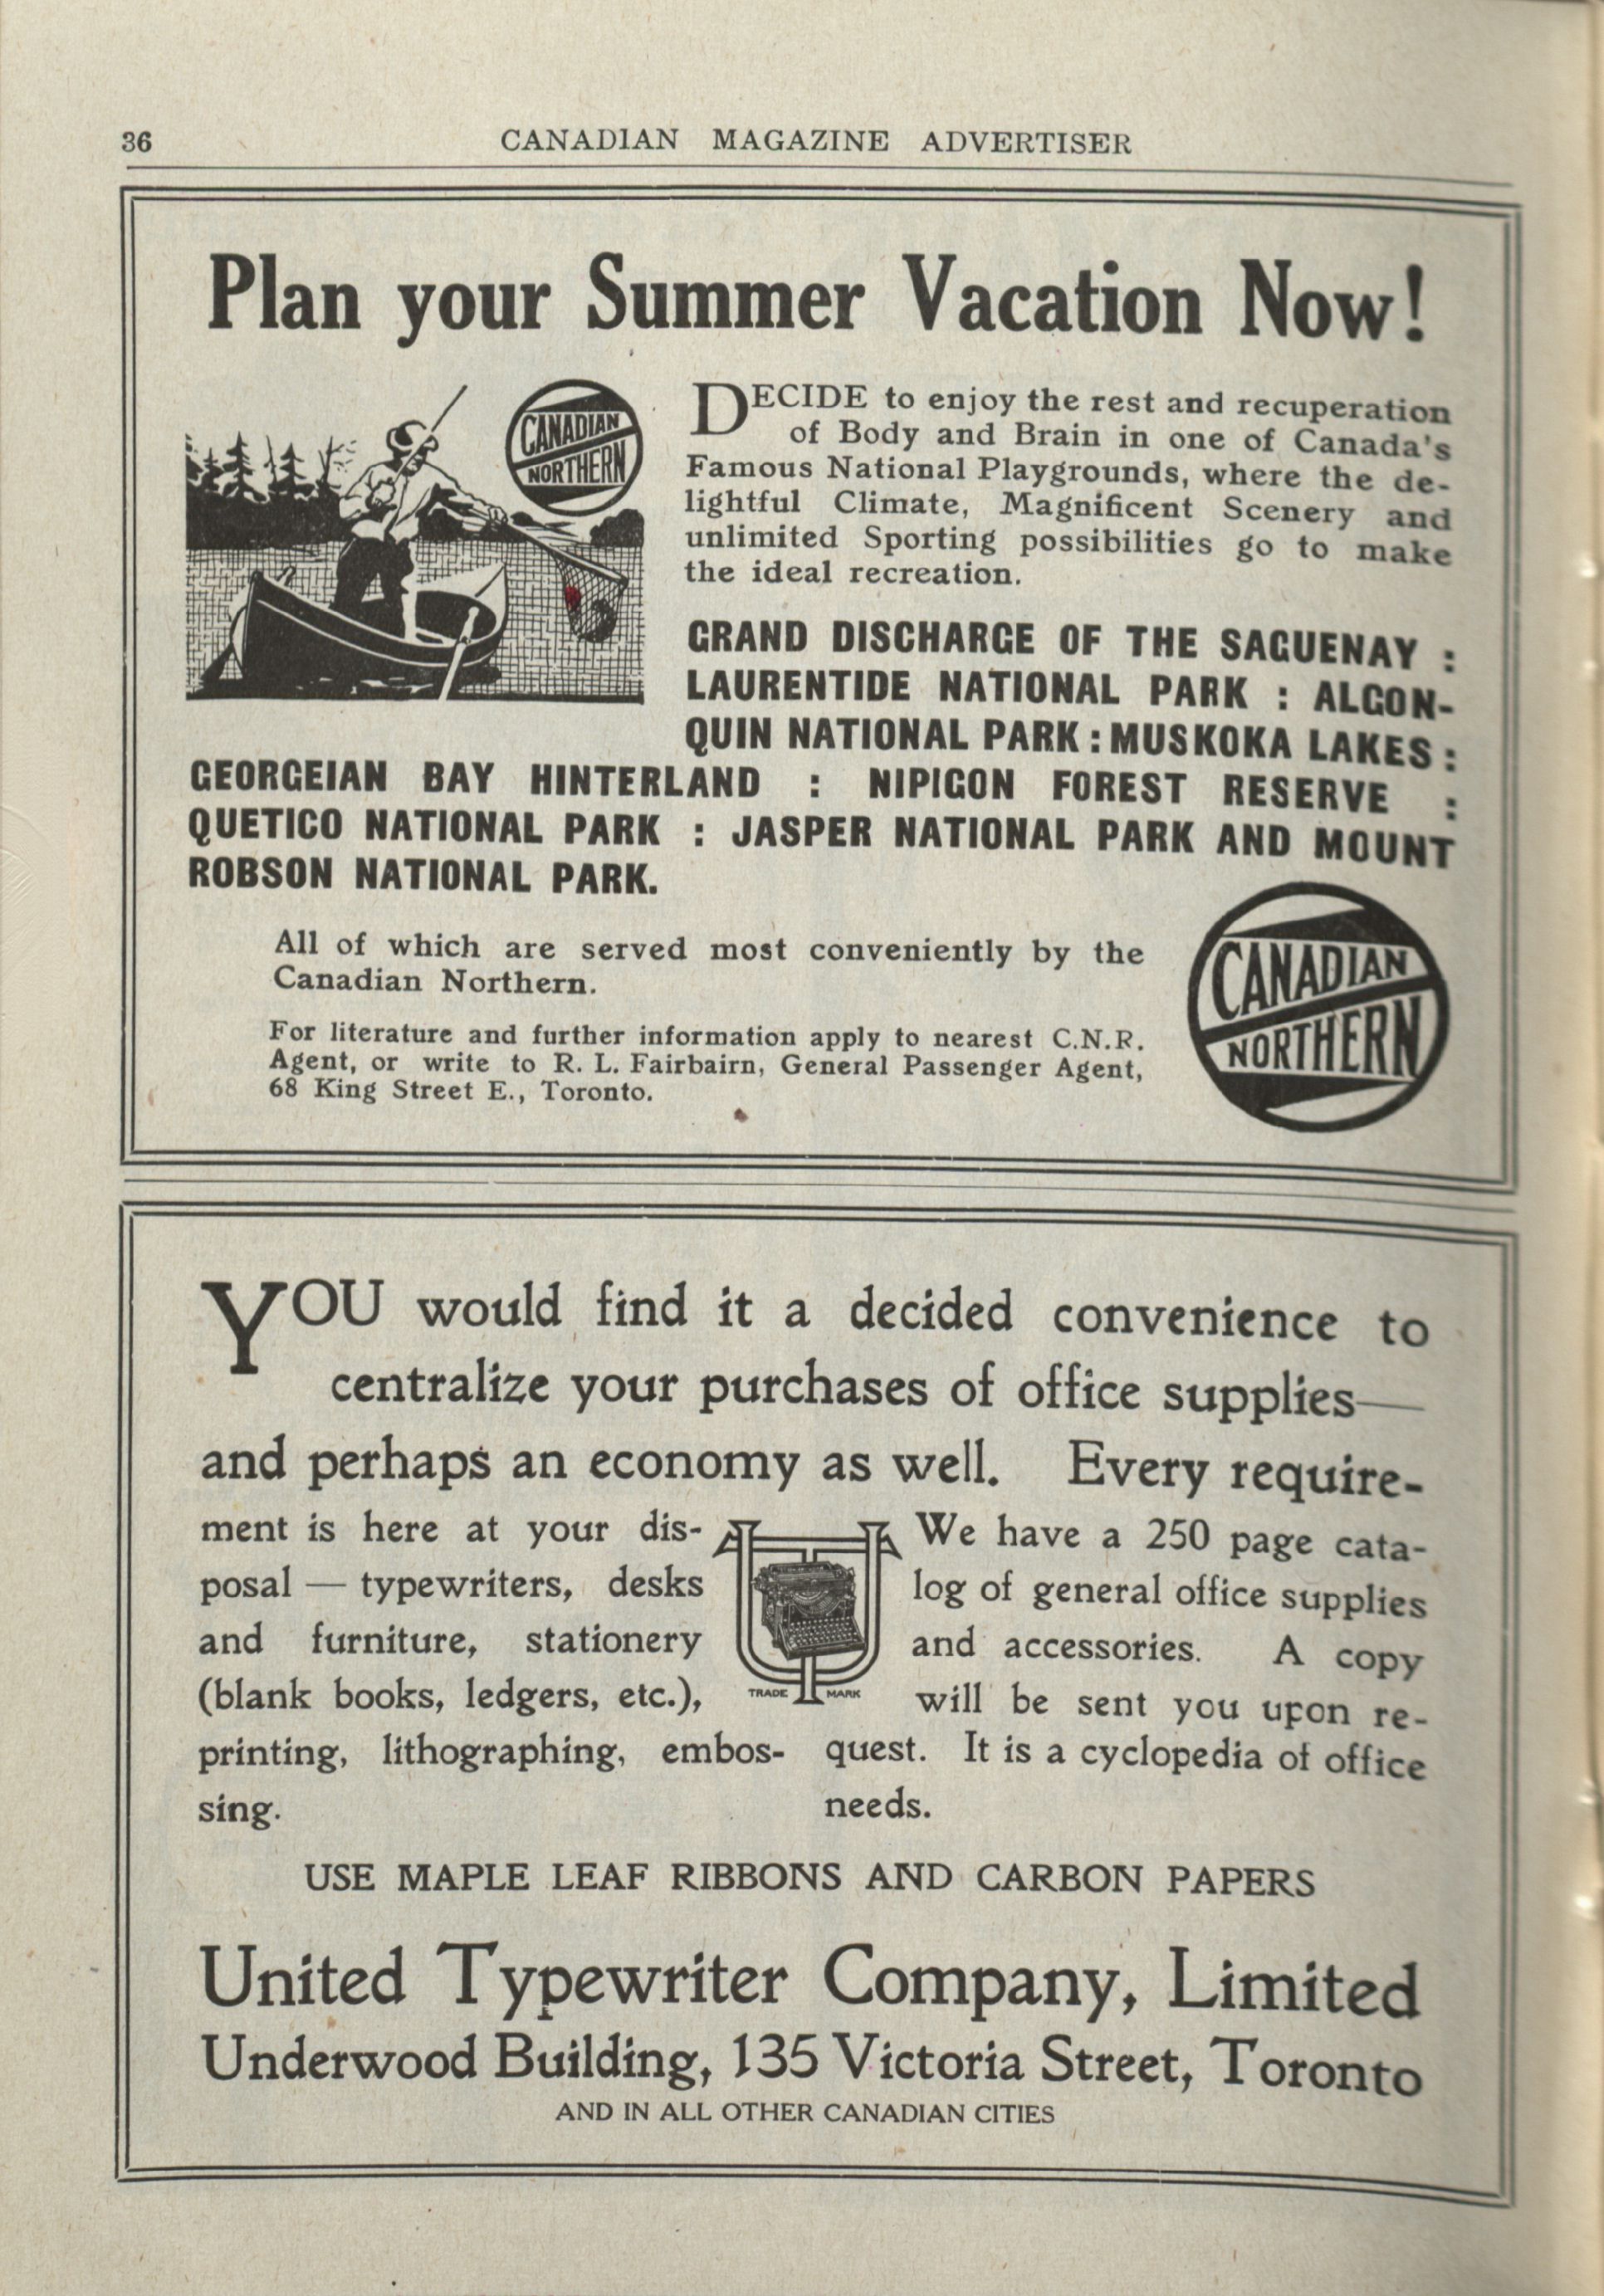 36
CANADIAN MAGAZINE ADVERTISER
Plan your Summer Vacation Now!
CANADIAN
NORTHERN
DECIDE to enjoy the rest and recuperation
of Body and Brain in one of Canada's
Famous National Playgrounds, where the de-
lightful Climate, Magnificent Scenery and
unlimited Sporting possibilities go to make
the ideal recreation.
GRAND DISCHARGE OF THE SAGUENAY :
LAURENTIDE NATIONAL PARK : ALGON-
QUIN NATIONAL PARK : MUSKOKA LAKES :
GEORGEIAN BAY HINTERLAND : NIPIGON FOREST RESERVE :
QUETICO NATIONAL PARK : JASPER NATIONAL PARK AND MOUNT
ROBSON NATIONAL PARK.
All of which are served most conveniently by the
Canadian Northern.
For literature and further information apply to nearest C.N.R.
Agent, or write to R. L. Fairbairn, General Passenger Agent,
68 King Street E., Toronto.
CANADIAN
NORTHERN
YOU would find it a decided convenience to
centralize your purchases of office supplies—
and perhaps an economy as well. Every require-
ment is here at your dis-
posal — typewriters, desks
and furniture, stationery
(blank books, ledgers, etc.),
printing, lithographing, embos-
sing.
TRADE MARK
We have a 250 page cata-
log of general office supplies
and accessories. A copy
will be sent you upon re-
quest. It is a cyclopedia of office
needs.
USE MAPLE LEAF RIBBONS AND CARBON PAPERS
United Typewriter Company, Limited
Underwood Building, 135 Victoria Street, Toronto
AND IN ALL OTHER CANADIAN CITIES